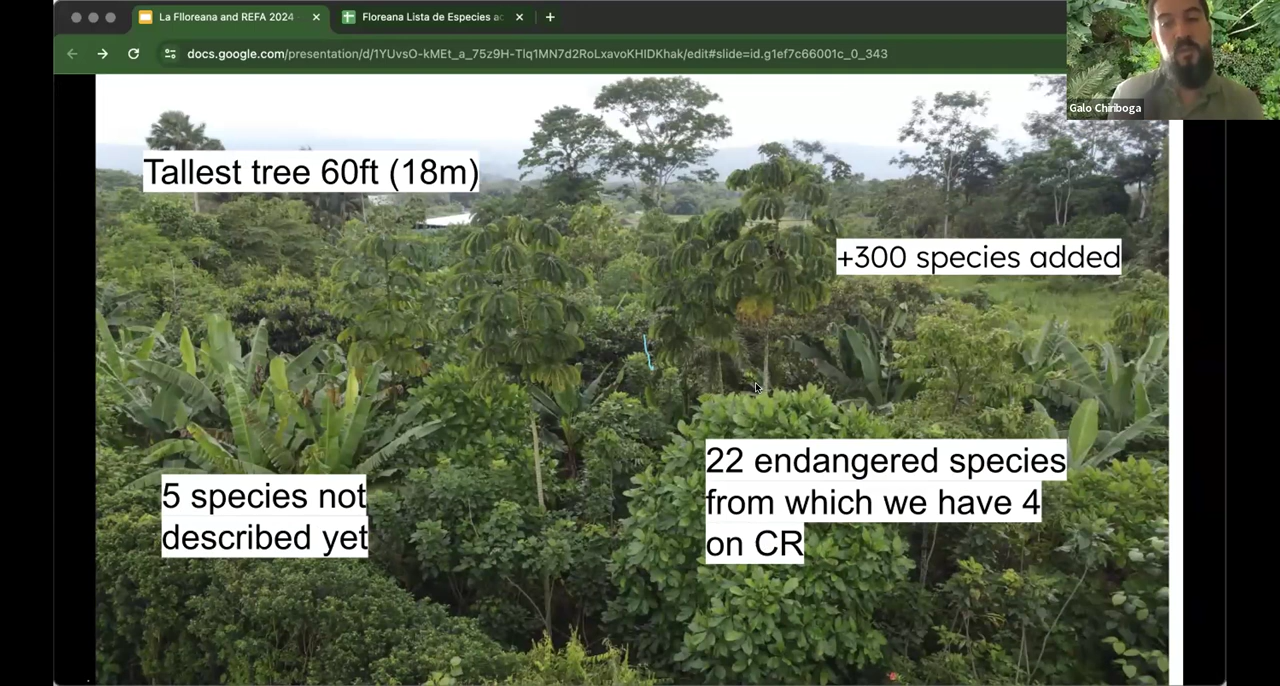 La Flloreana and REFA 2024
Floreana Lista de Especies ac
docs.google.com/presentation/d/1YUvsO-kMEt_a_75z9H-Tlq1MN7d2RoLxavoKHIDKhak/edit#slide=id.g1ef7c66001c_0_343
Galo Chiriboga
Tallest tree 60ft (18m)
+300 species added
22 endangered species
from which we have 4
on CR
5 species not
described yet